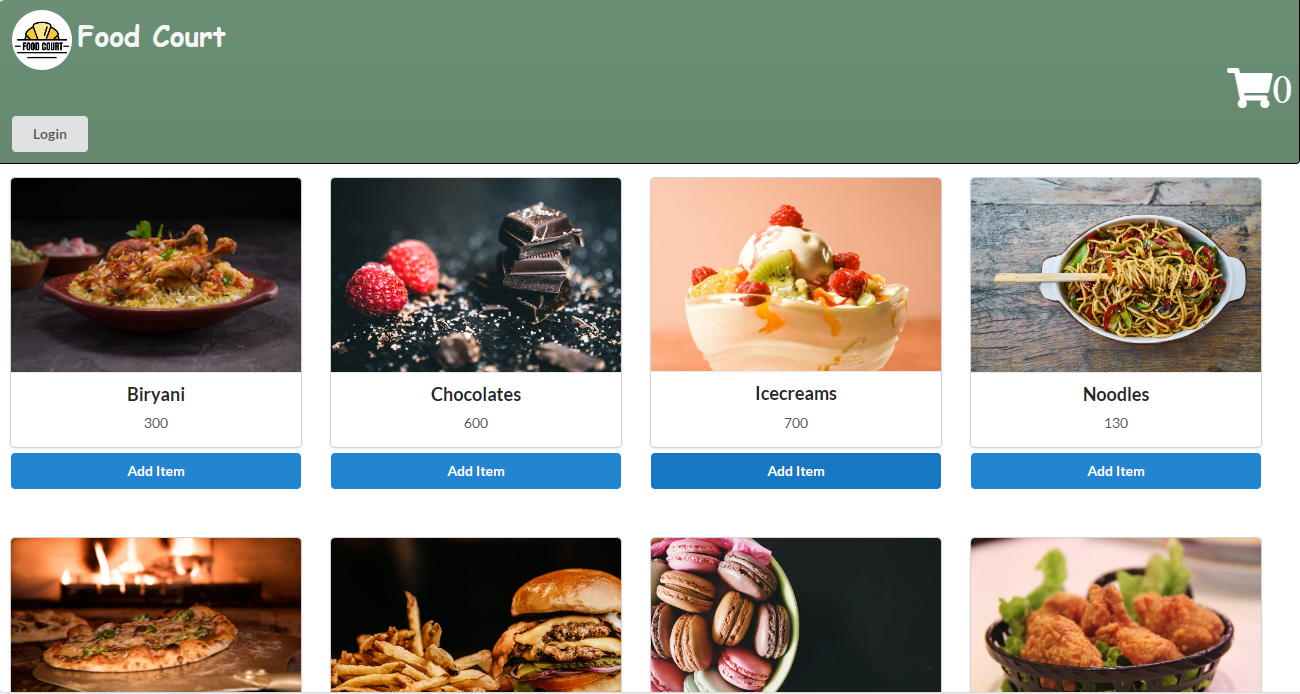 FOOD COURT
Food Court
0
Login
Biryani
300
Add Item
Chocolates
600
Add Item
Icecreams
700
Add Item
Noodles
130
Add Item